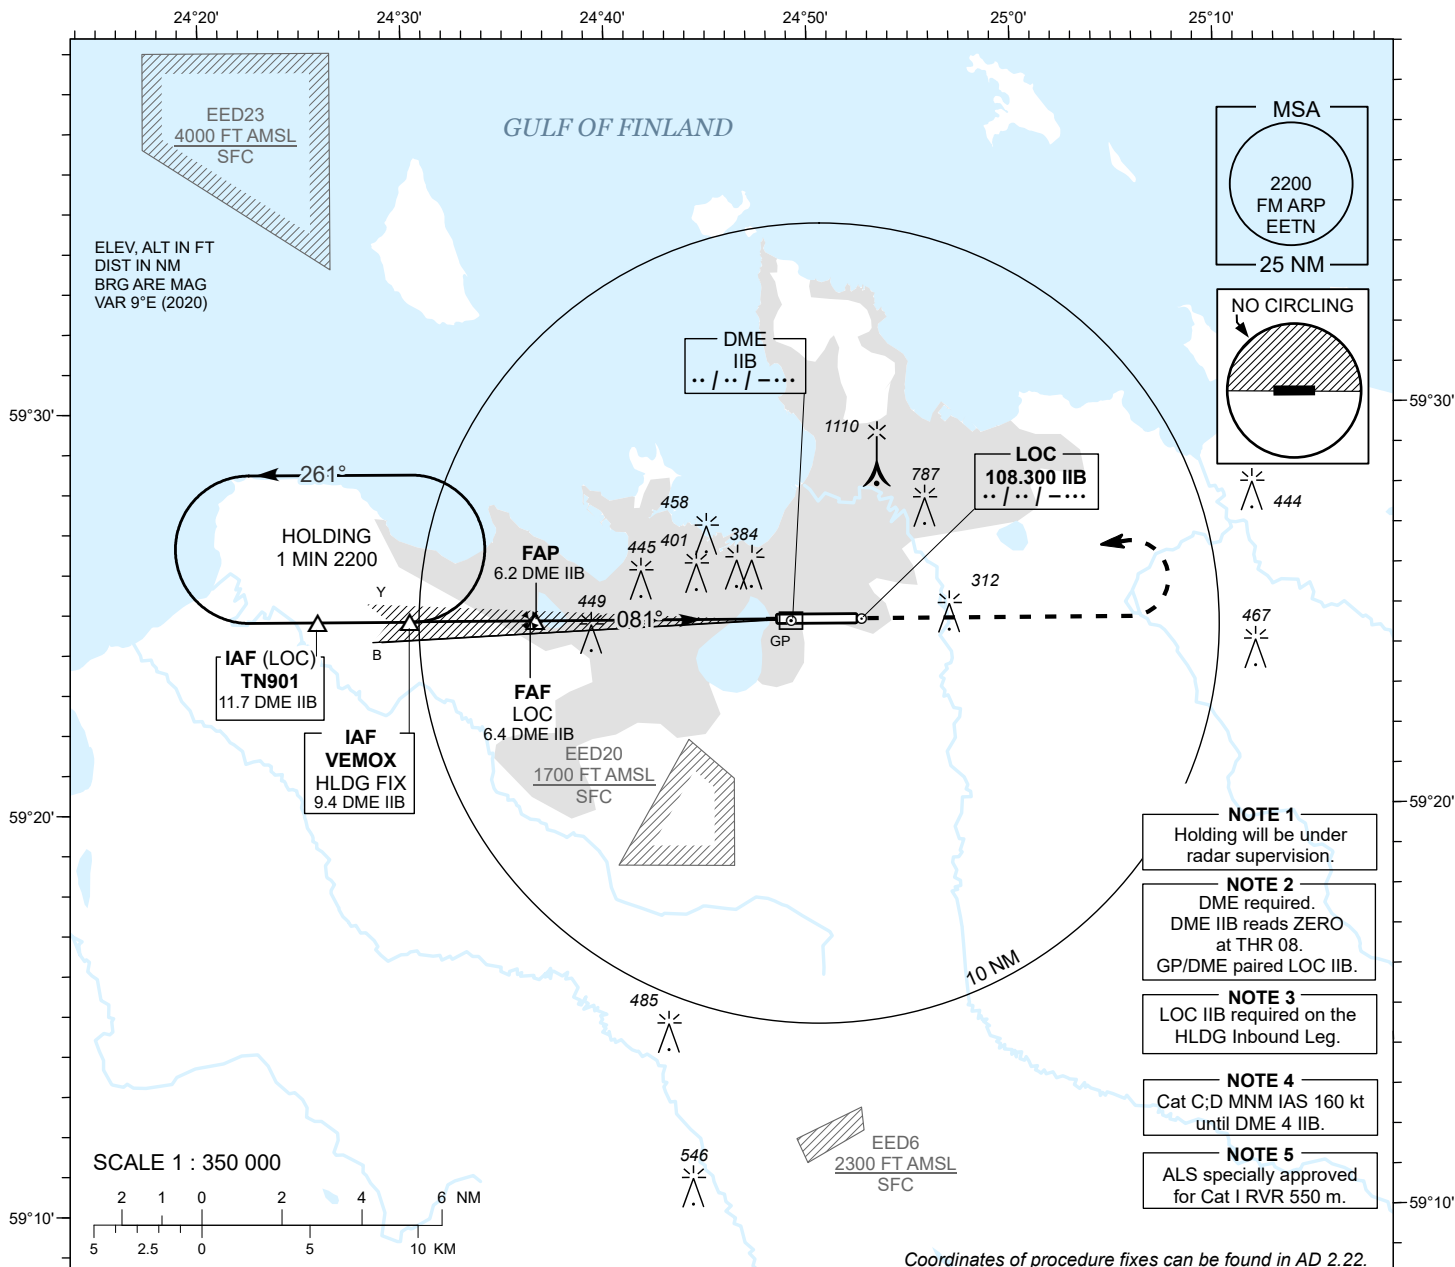 24°20'
24°30'
24°40'
24°50'
25°0'
25°10'
EED23
4000 FT AMSL
SFC
GULF OF FINLAND
MSA
2200
FM ARP
EETN
25 NM
ELEV, ALT IN FT
DIST IN NM
BRG ARE MAG
VAR 9°E (2020)
NO CIRCLING
DME
IIB
·· / ·· / –···
59°30'
59°30'
1110
787
LOC
108.300 IIB
·· / ·· / –···
444
261°
HOLDING
1 MIN 2200
458
384
401
445
FAP
6.2 DME IIB
449
312
467
Y
081°
B
GP
IAF (LOC)
TN901
11.7 DME IIB
FAF
LOC
6.4 DME IIB
IAF
VEMOX
HLDG FIX
9.4 DME IIB
EED20
1700 FT AMSL
SFC
59°20'
59°20'
NOTE 1
Holding will be under
radar supervision.
NOTE 2
DME required.
DME IIB reads ZERO
at THR 08.
GP/DME paired LOC IIB.
10 NM
NOTE 3
LOC IIB required on the
HLDG Inbound Leg.
485
NOTE 4
Cat C;D MNM IAS 160 kt
until DME 4 IIB.
EED6
2300 FT AMSL
SFC
546
NOTE 5
ALS specially approved
for Cat I RVR 550 m.
SCALE 1 : 350 000
2 1 0 2 4 6 NM
5 2.5 0 5 10 KM
59°10'
59°10'
Coordinates of procedure fixes can be found in AD 2.22.